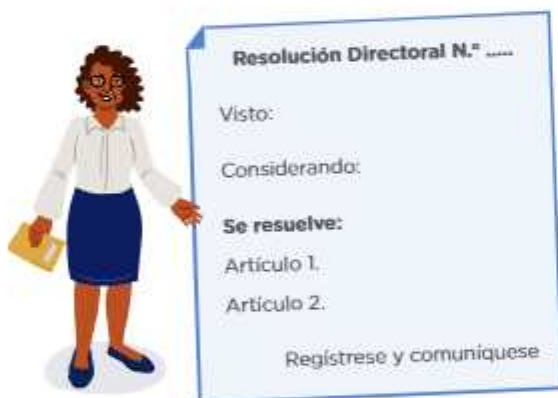 Resolución Directoral N.° .....
Visto:
Considerando:
Se resuelve:
Artículo 1.
Artículo 2.
Regístrese y comuníquese